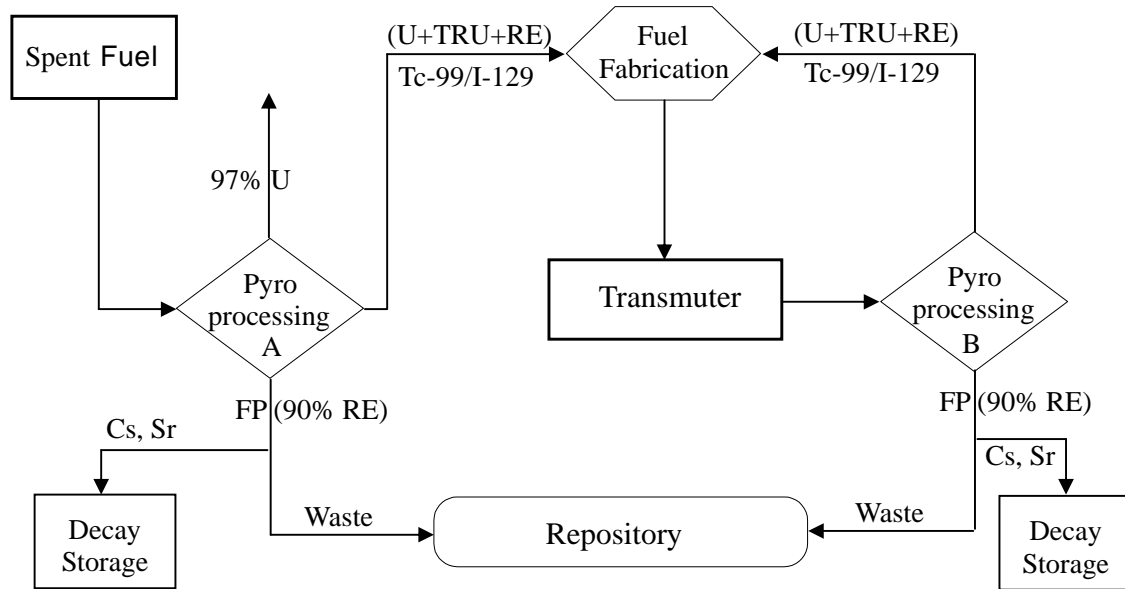 Spent Fuel
(U+TRU+RE)
Tc-99/I-129
Fuel
Fabrication
(U+TRU+RE)
Tc-99/I-129
97% U
Pyro
processing
A
Transmuter
Pyro
processing
B
FP (90% RE)
Cs, Sr
FP (90% RE)
Cs, Sr
Decay
Storage
Waste
Repository
Waste
Decay
Storage